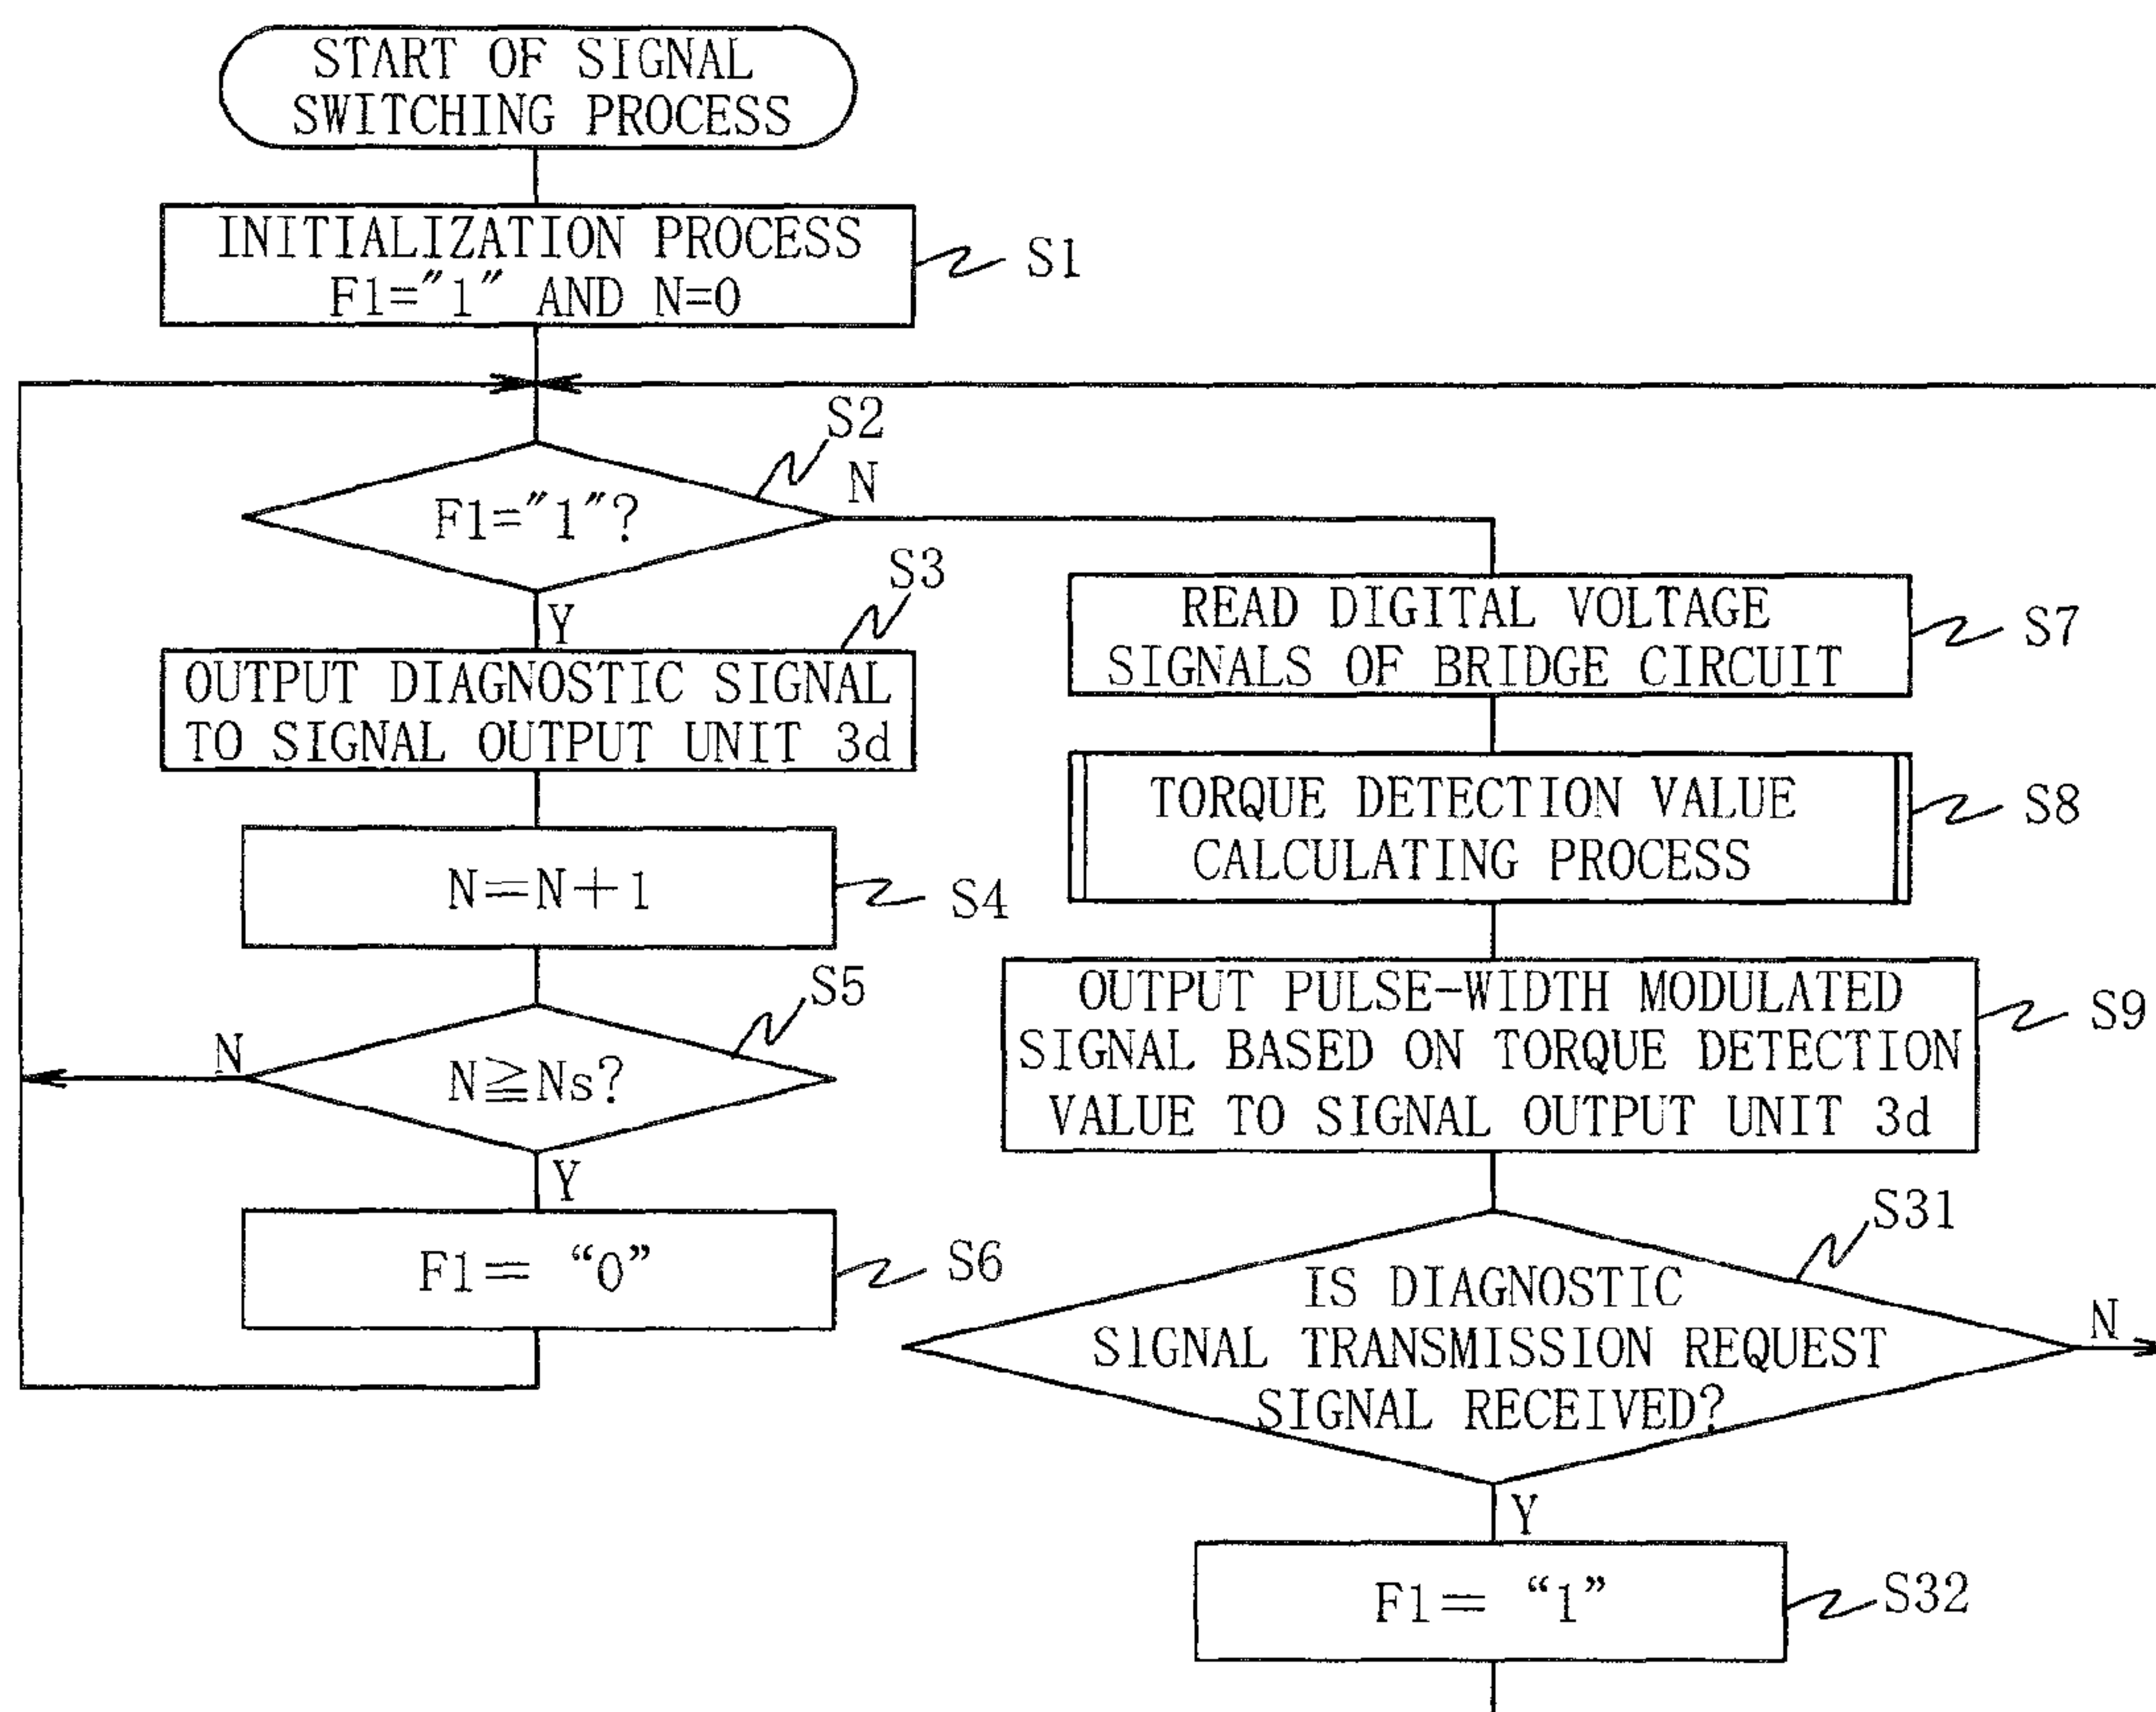 START OF SIGNAL
SWITCHING PROCESS
INITIALIZATION PROCESS
F1="1" AND N=0
S1
S2
F1="1"?
N
Y
S3
OUTPUT DIAGNOSTIC SIGNAL
TO SIGNAL OUTPUT UNIT 3d
N=N+1
S4
S5
N≧Ns?
N
Y
F1= “0”
S6
READ DIGITAL VOLTAGE
SIGNALS OF BRIDGE CIRCUIT
S7
TORQUE DETECTION VALUE
CALCULATING PROCESS
S8
OUTPUT PULSE-WIDTH MODULATED
SIGNAL BASED ON TORQUE DETECTION
VALUE TO SIGNAL OUTPUT UNIT 3d
S9
S31
IS DIAGNOSTIC
SIGNAL TRANSMISSION REQUEST
SIGNAL RECEIVED?
N
Y
F1= “1”
S32